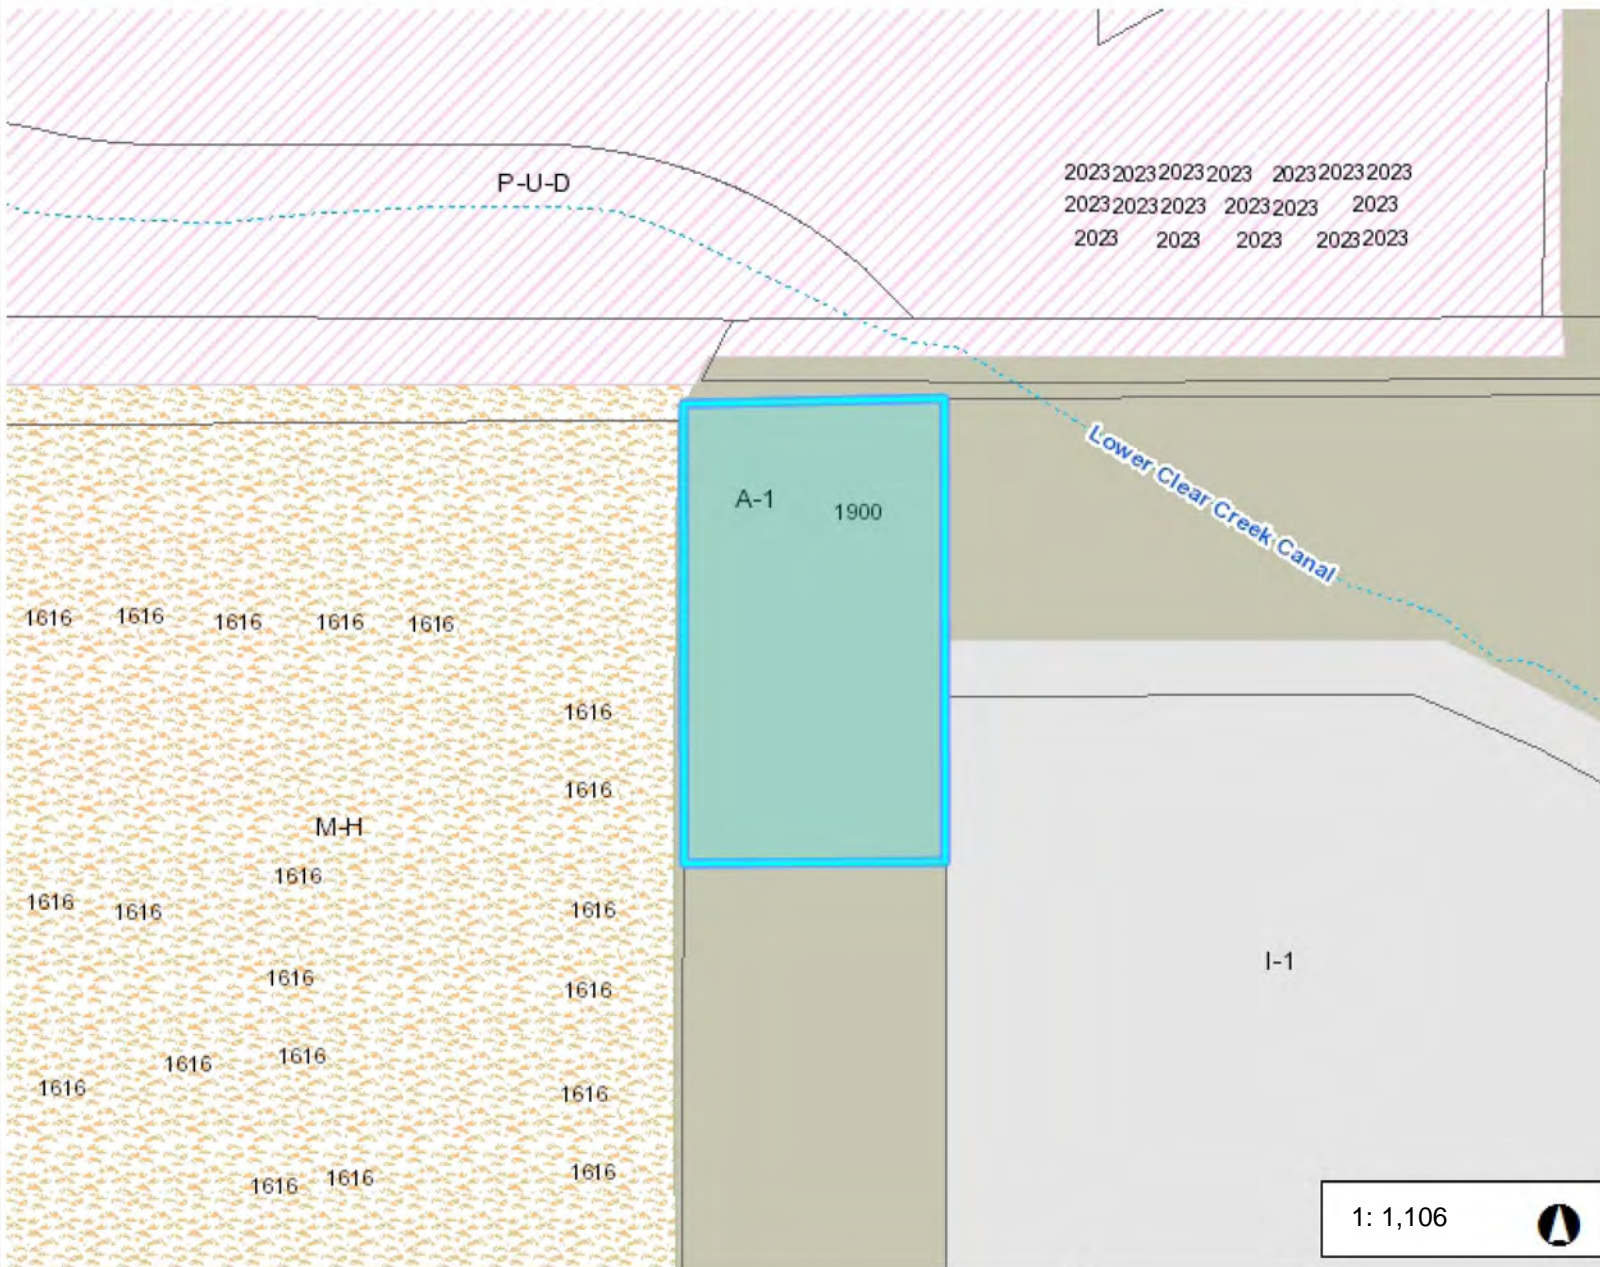 P-U-D
2023 2023 2023 2023 2023 2023 2023
2023 2023 2023 2023 2023 2023
2023 2023 2023 2023 2023
Lower Clear Creek Canal
A-1 1900
1616 1616 1616 1616 1616
1616
1616
M-H
1616
1616 1616 1616
I-1
1616 1616
1616 1616
1616 1616
1616 1616 1616
1: 1,106